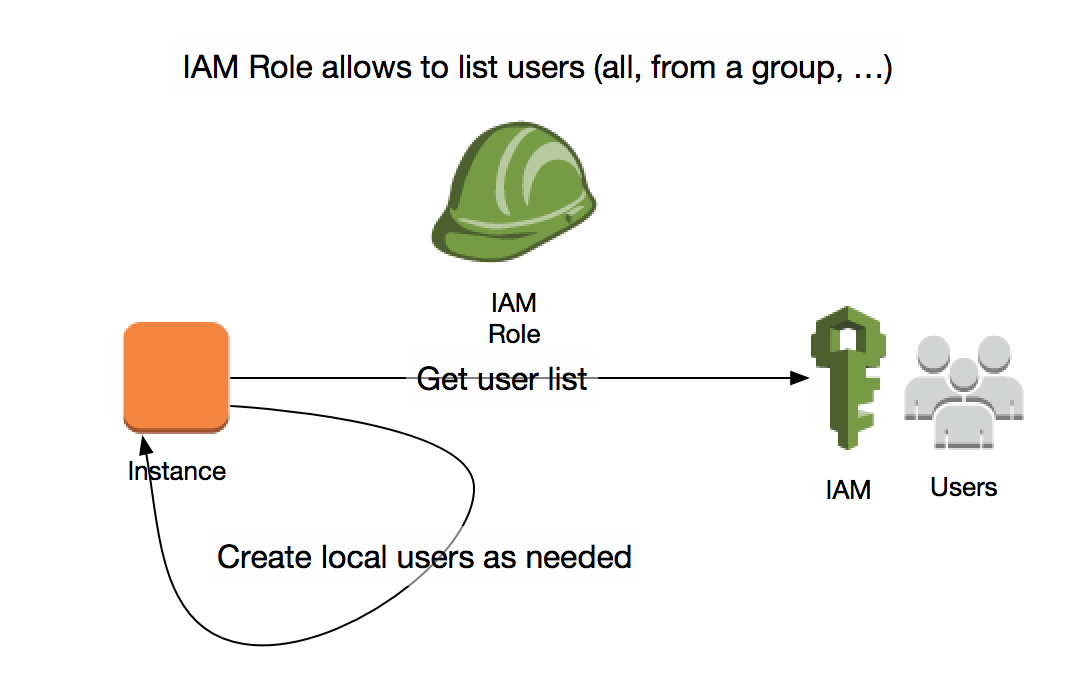 IAM Role allows to list users (all, from a group, …)
IAM
Role
Get user list
Instance
IAM
Users
Create local users as needed